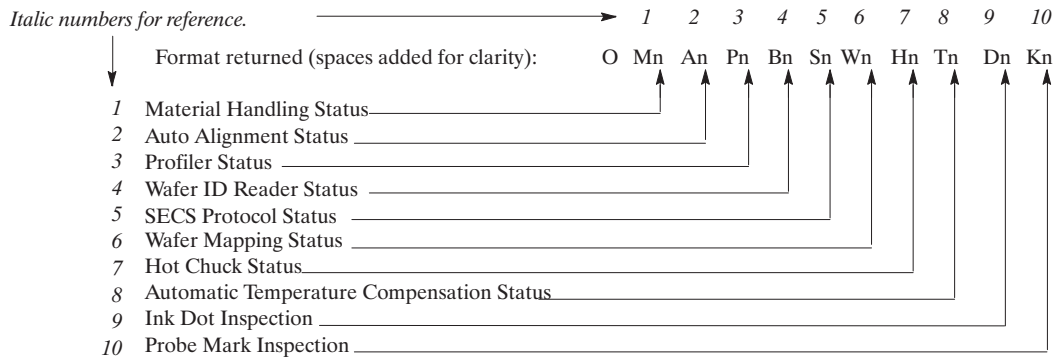 Italic numbers for reference. 1 2 3 4 5 6 7 8 9 10
Format returned (spaces added for clarity): O Mn An Pn Bn Sn Wn Hn Tn Dn Kn
1 Material Handling Status
2 Auto Alignment Status
3 Profiler Status
4 Wafer ID Reader Status
5 SECS Protocol Status
6 Wafer Mapping Status
7 Hot Chuck Status
8 Automatic Temperature Compensation Status
9 Ink Dot Inspection
10 Probe Mark Inspection